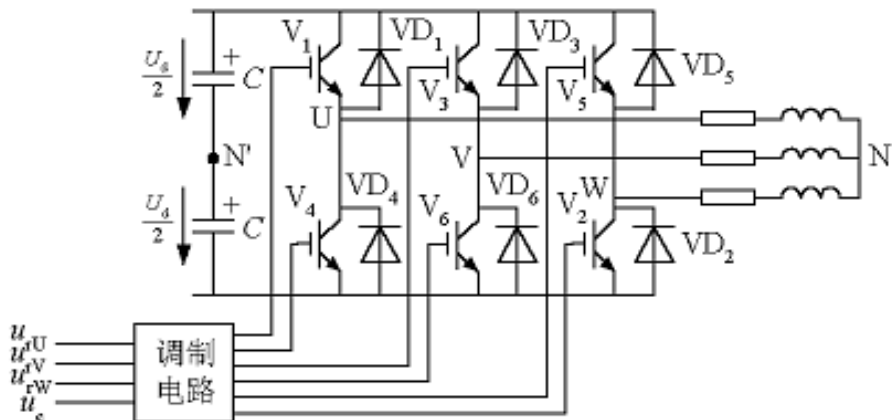 V1 VD1 VD3 VD5
Ud/2 + C V3 V5
U
N' V N
W
Ud/2 + C V4 VD4 V6 VD6 V2 VD2
urU
urV
urW
uc
调制
电路